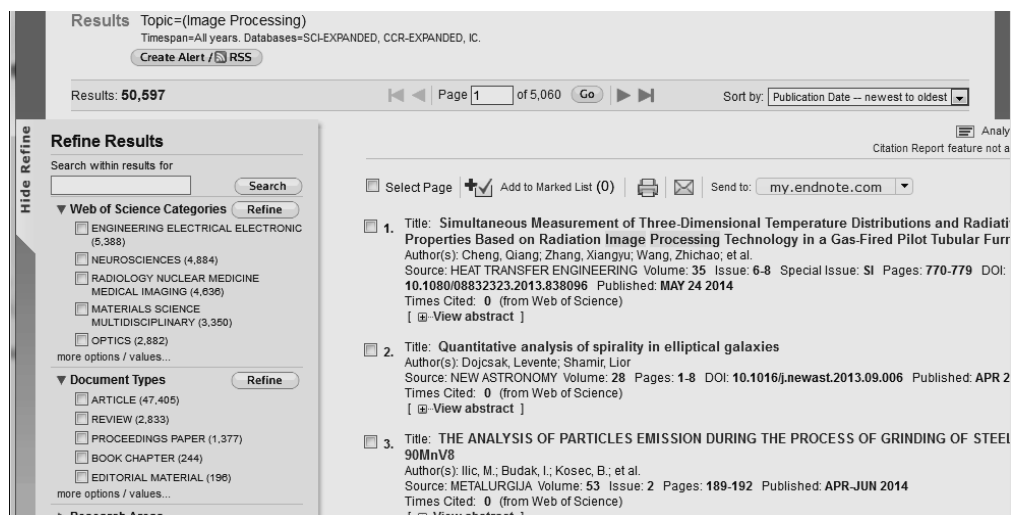 Results Topic=(Image Processing)
Timespan=All years. Databases=SCI-EXPANDED, CCR-EXPANDED, IC.
Create Alert / RSS
Results: 50,597
Page 1 of 5,060 Go
Sort by: Publication Date -- newest to oldest
Hide Refine
Refine Results
Search within results for
Search
Web of Science Categories Refine
ENGINEERING ELECTRICAL ELECTRONIC
(5,388)
NEUROSCIENCES (4,884)
RADIOLOGY NUCLEAR MEDICINE
MEDICAL IMAGING (4,636)
MATERIALS SCIENCE
MULTIDISCIPLINARY (3,350)
OPTICS (2,882)
more options / values...
Document Types Refine
ARTICLE (47,405)
REVIEW (2,833)
PROCEEDINGS PAPER (1,377)
BOOK CHAPTER (244)
EDITORIAL MATERIAL (196)
more options / values...
Research Areas
Analy
Citation Report feature not a
Select Page Add to Marked List (0) Send to: my.endnote.com
1. Title: Simultaneous Measurement of Three-Dimensional Temperature Distributions and Radiati
Properties Based on Radiation Image Processing Technology in a Gas-Fired Pilot Tubular Furr
Author(s): Cheng, Qiang; Zhang, Xiangyu; Wang, Zhichao; et al.
Source: HEAT TRANSFER ENGINEERING Volume: 35 Issue: 6-8 Special Issue: SI Pages: 770-779 DOI:
10.1080/08832323.2013.838096 Published: MAY 24 2014
Times Cited: 0 (from Web of Science)
[ View abstract ]
2. Title: Quantitative analysis of spirality in elliptical galaxies
Author(s): Dojcsak, Levente; Shamir, Lior
Source: NEW ASTRONOMY Volume: 28 Pages: 1-8 DOI: 10.1016/j.newast.2013.09.006 Published: APR 2
Times Cited: 0 (from Web of Science)
[ View abstract ]
3. Title: THE ANALYSIS OF PARTICLES EMISSION DURING THE PROCESS OF GRINDING OF STEEL
90MnV8
Author(s): Ilic, M.; Budak, I.; Kosec, B.; et al.
Source: METALURGIJA Volume: 53 Issue: 2 Pages: 189-192 Published: APR-JUN 2014
Times Cited: 0 (from Web of Science)
[ View abstract ]